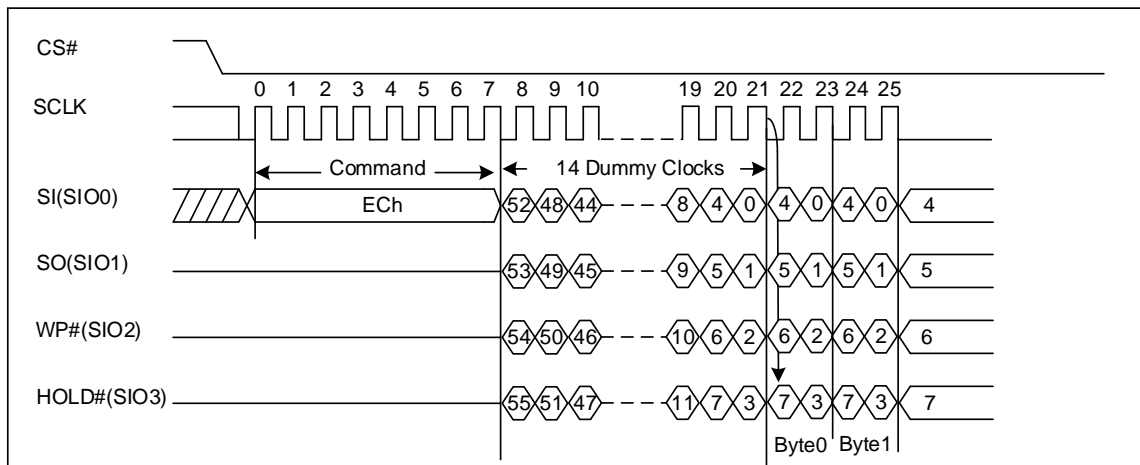 CS#
0 1 2 3 4 5 6 7 8 9 10 19 20 21 22 23 24 25
SCLK
Command 14 Dummy Clocks
SI(SIO0) ECh 52 48 44 8 4 0 4 0 4 0 4
SO(SIO1) 53 49 45 9 5 1 5 1 5 1 5
WP#(SIO2) 54 50 46 10 6 2 6 2 6 2 6
HOLD#(SIO3) 55 51 47 11 7 3 7 3 7 3 7
Byte0 Byte1